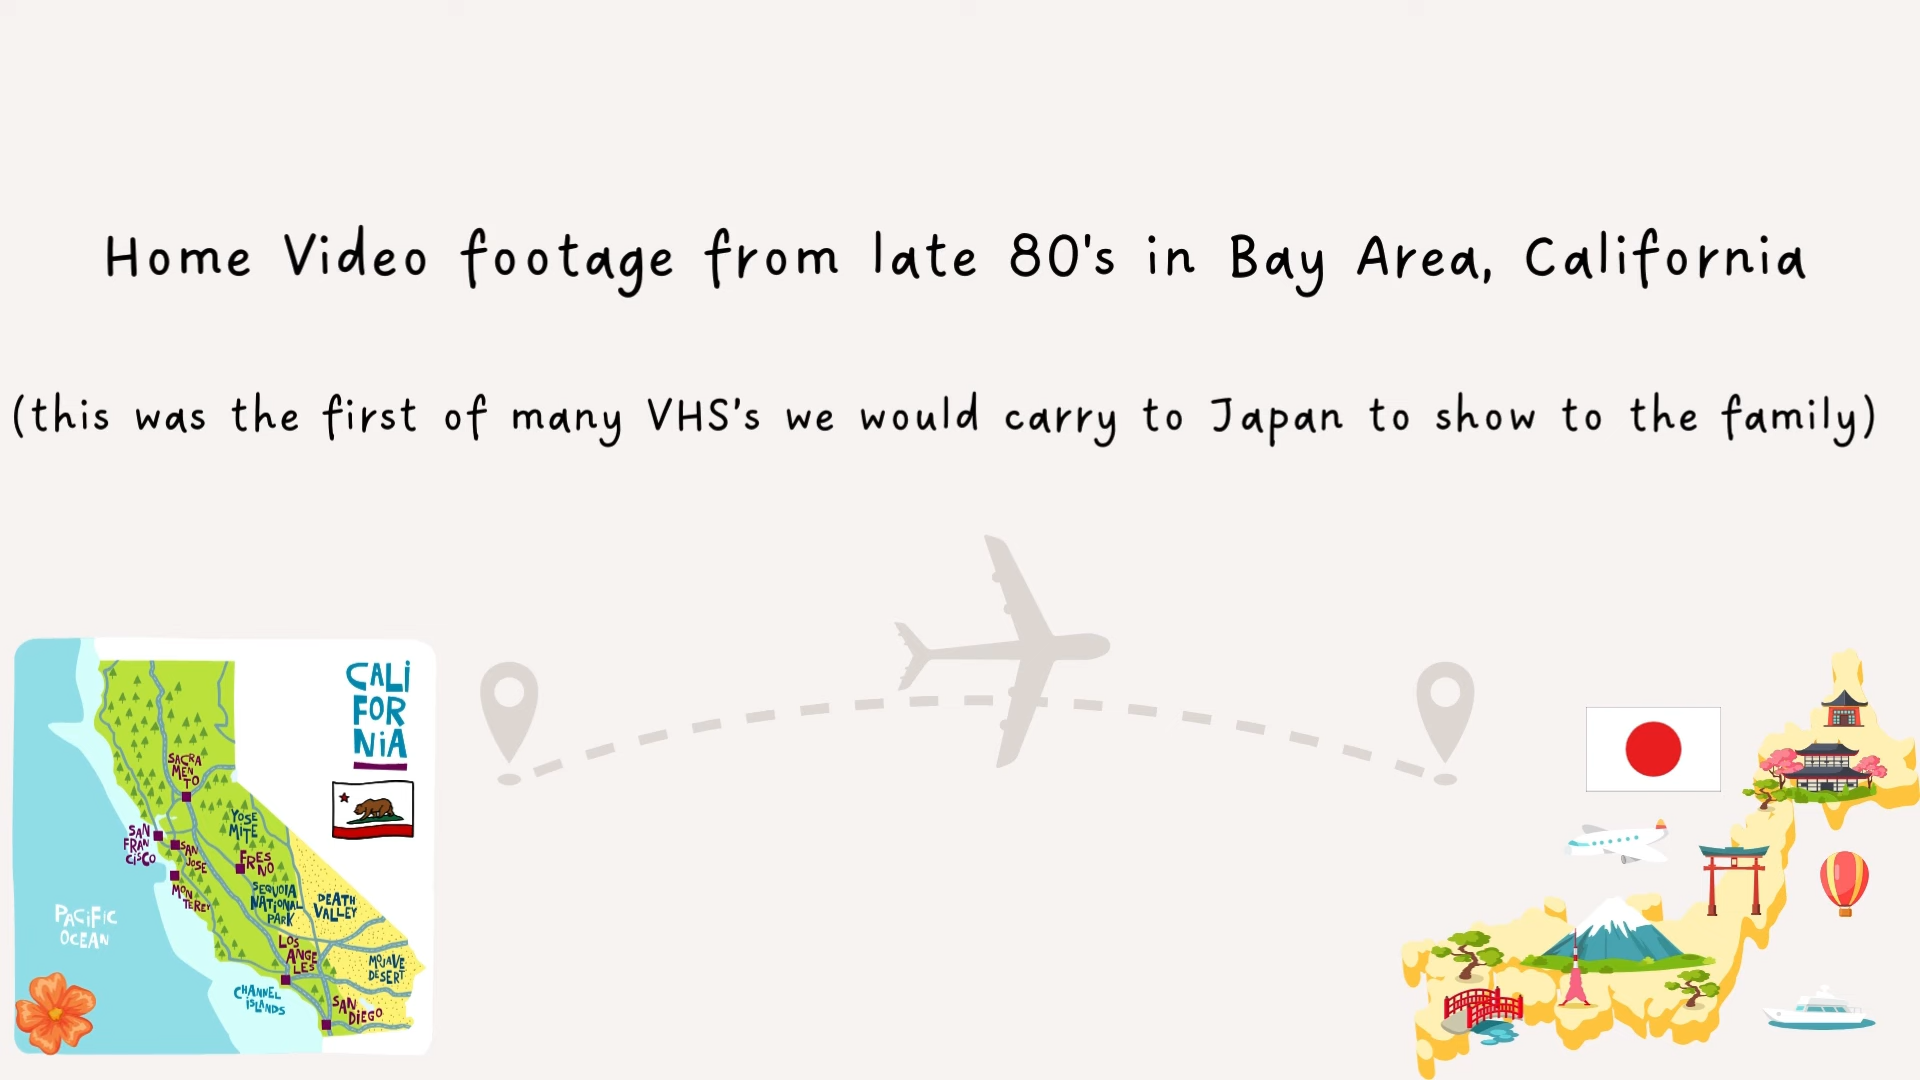 Home Video footage from late 80's in Bay Area, California
(this was the first of many VHS's we would carry to Japan to show to the family)
CALI
FOR
NiA
SACRA
MEN
TO
SAN
FRAN
CiSCO
SAN
JOSE
MON
TEREY
YOSE
MiTE
FRES
NO
SEQUOIA
NATIONAL
PARK
DEATH
VALLEY
PACiFiC
OCEAN
LOS
ANGE
LES
MOJAVE
DESERT
CHANNEL
iSLANDS
SAN
DiEGO